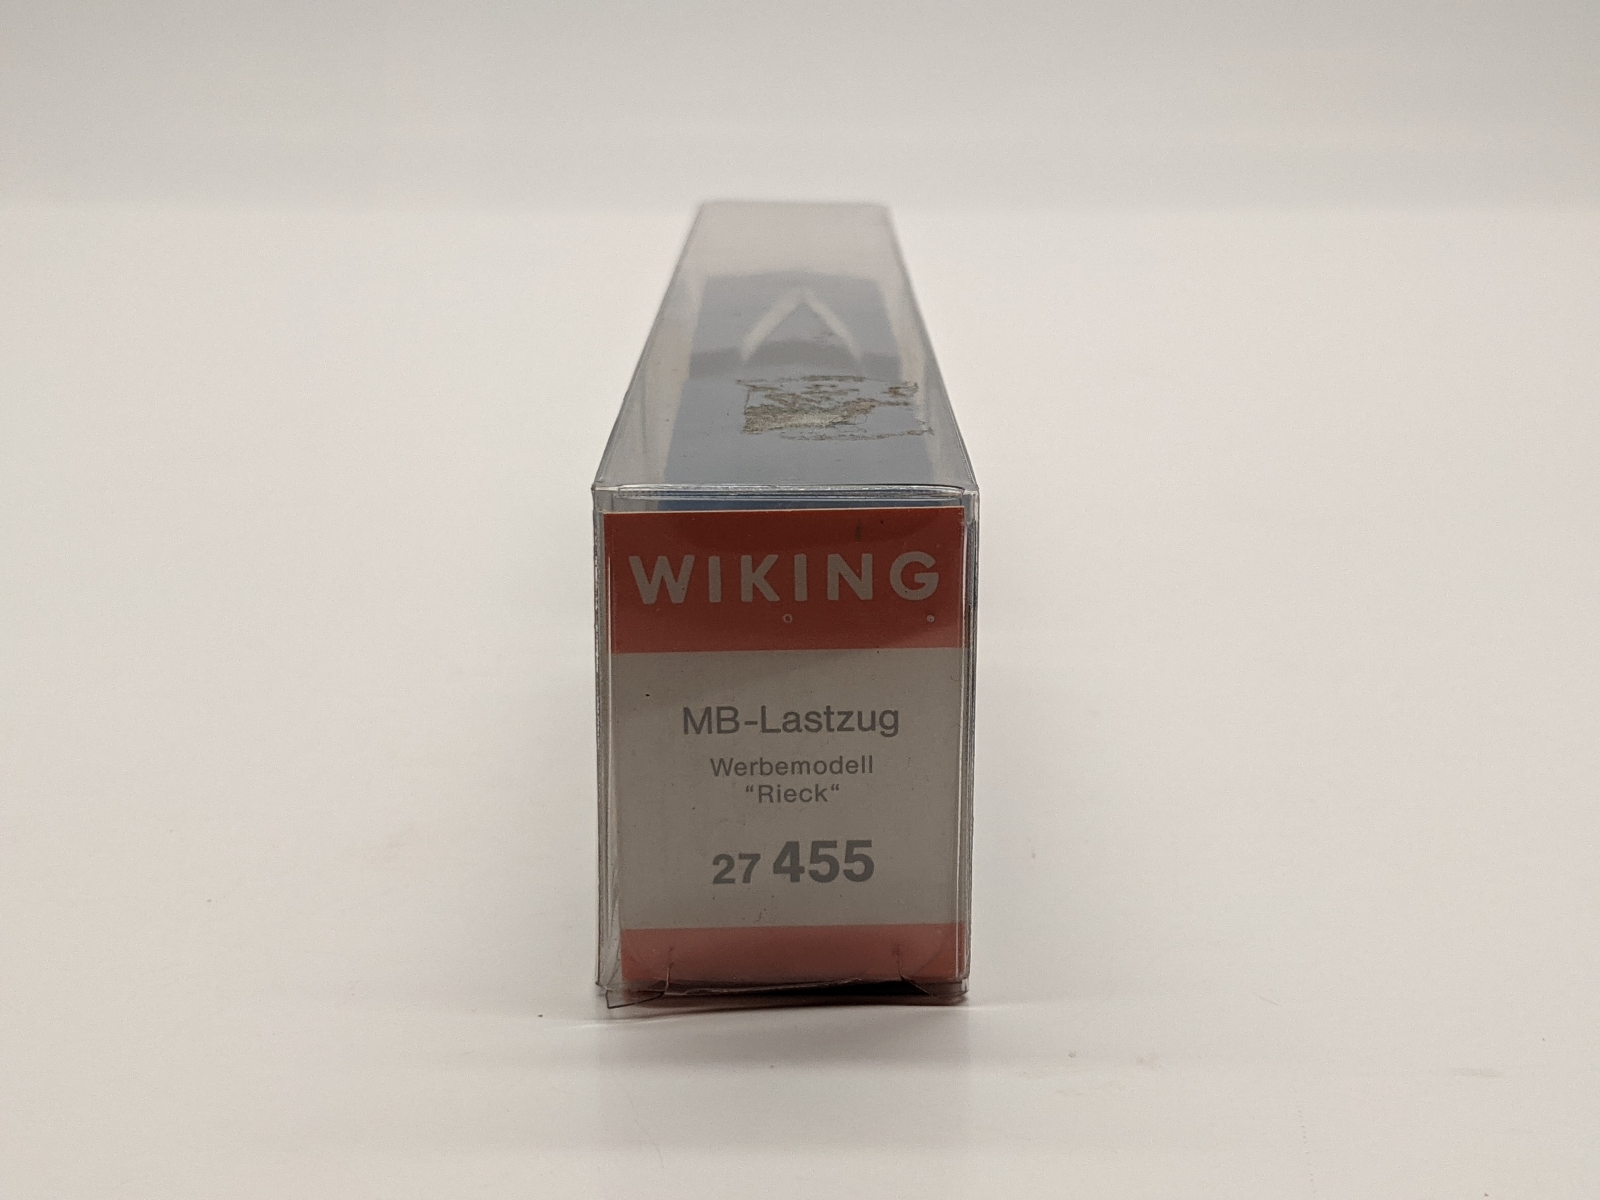 WIKING
MB-Lastzug
Werbemodell
“Rieck“
27 455